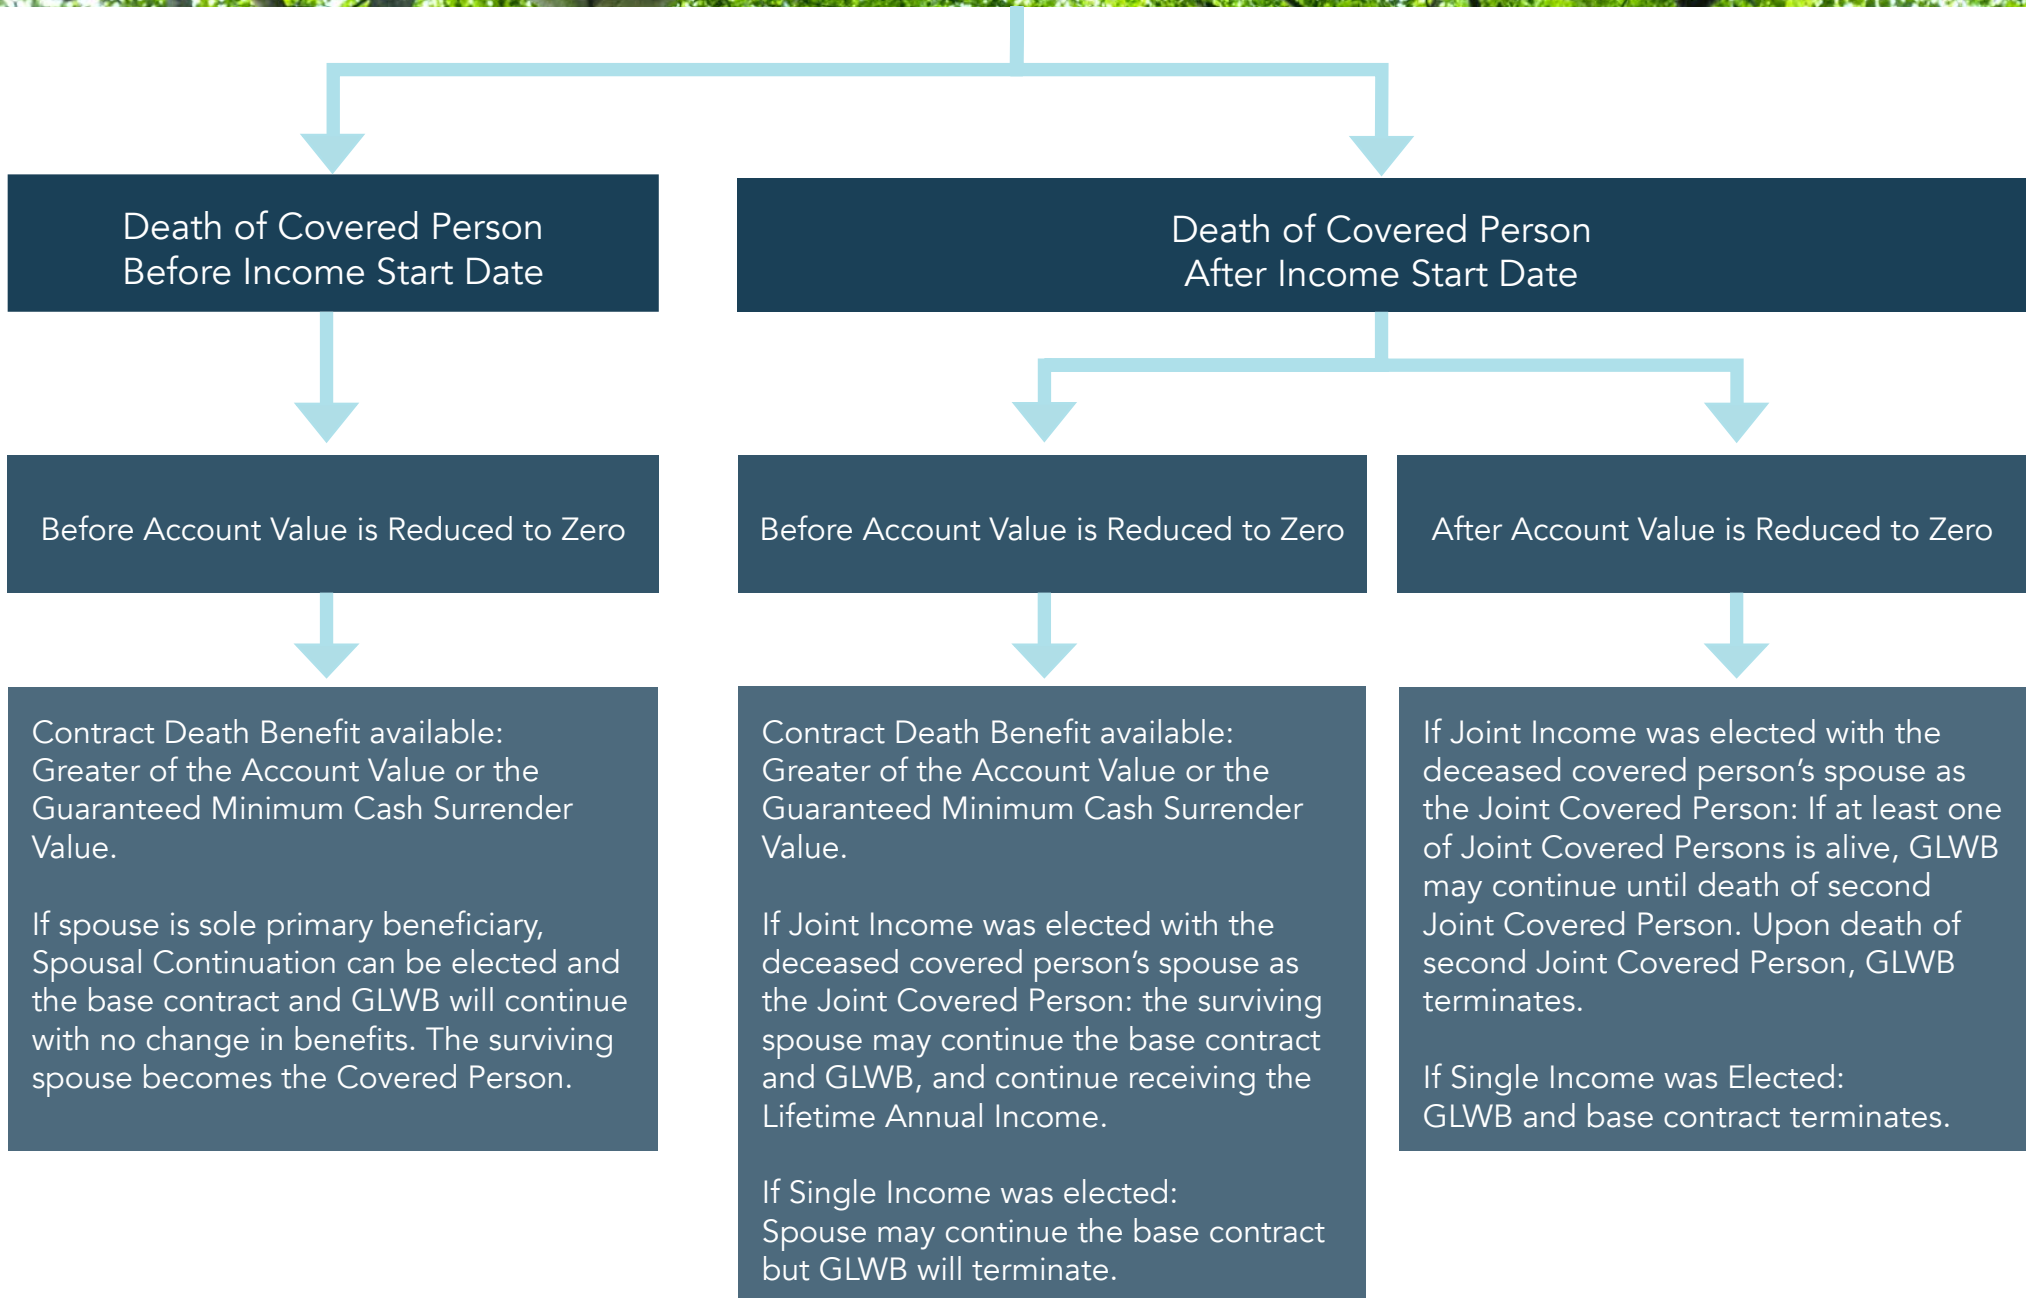 Death of Covered Person
Before Income Start Date
Death of Covered Person
After Income Start Date
Before Account Value is Reduced to Zero
Before Account Value is Reduced to Zero
After Account Value is Reduced to Zero
Contract Death Benefit available:
Greater of the Account Value or the
Guaranteed Minimum Cash Surrender
Value.
If spouse is sole primary beneficiary,
Spousal Continuation can be elected and
the base contract and GLWB will continue
with no change in benefits. The surviving
spouse becomes the Covered Person.
Contract Death Benefit available:
Greater of the Account Value or the
Guaranteed Minimum Cash Surrender
Value.
If Joint Income was elected with the
deceased covered person’s spouse as
the Joint Covered Person: the surviving
spouse may continue the base contract
and GLWB, and continue receiving the
Lifetime Annual Income.
If Single Income was elected:
Spouse may continue the base contract
but GLWB will terminate.
If Joint Income was elected with the
deceased covered person’s spouse as
the Joint Covered Person: If at least one
of Joint Covered Persons is alive, GLWB
may continue until death of second
Joint Covered Person. Upon death of
second Joint Covered Person, GLWB
terminates.
If Single Income was Elected:
GLWB and base contract terminates.